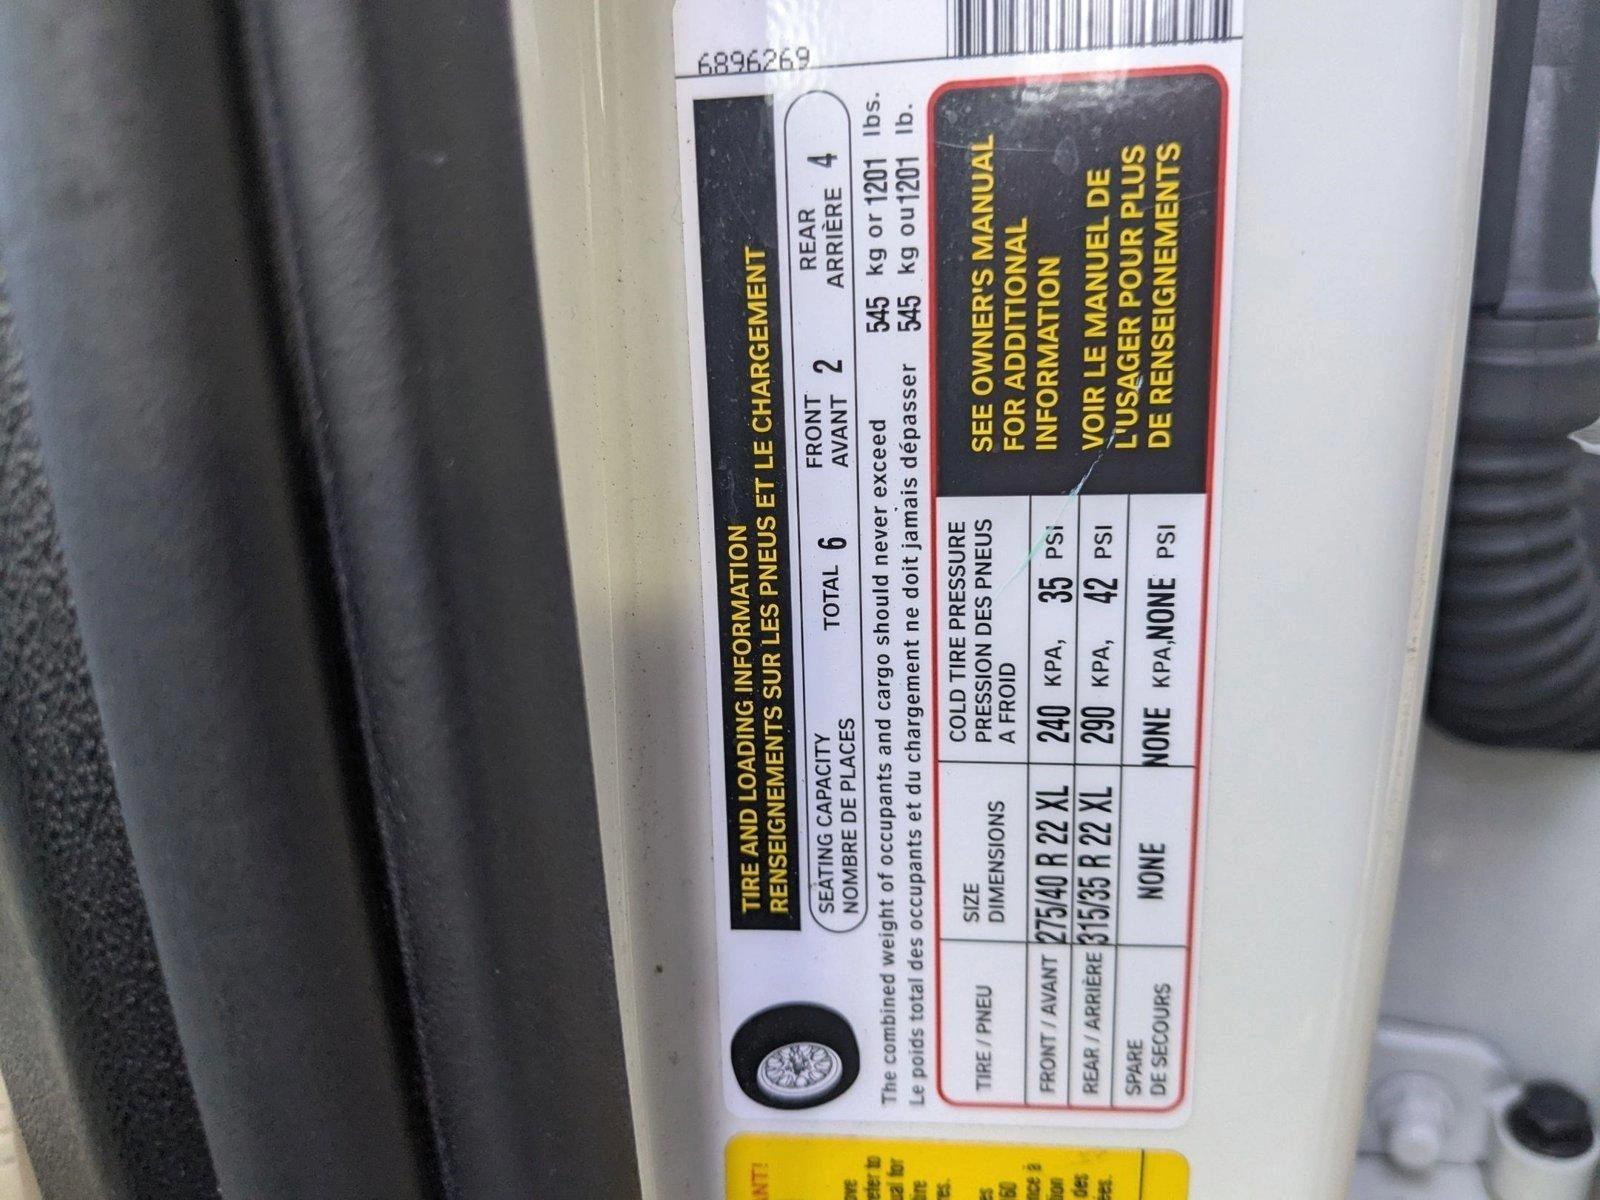 6896269
TIRE AND LOADING INFORMATION
RENSEIGNEMENTS SUR LES PNEUS ET LE CHARGEMENT
SEATING CAPACITY
NOMBRE DE PLACES
TOTAL 6
FRONT
AVANT 2
REAR
ARRIÈRE 4
The combined weight of occupants and cargo should never exceed 545 kg or 1201 lbs.
Le poids total des occupants et du chargement ne doit jamais dépasser 545 kg ou 1201 lb.
TIRE / PNEU
SIZE
DIMENSIONS
COLD TIRE PRESSURE
PRESSION DES PNEUS
A FROID
FRONT / AVANT 275/40 R 22 XL 240 KPA, 35 PSI
REAR / ARRIÈRE 315/35 R 22 XL 290 KPA, 42 PSI
SPARE
DE SECOURS
NONE NONE KPA, NONE PSI
SEE OWNER'S MANUAL
FOR ADDITIONAL
INFORMATION
VOIR LE MANUEL DE
L'USAGER POUR PLUS
DE RENSEIGNEMENTS